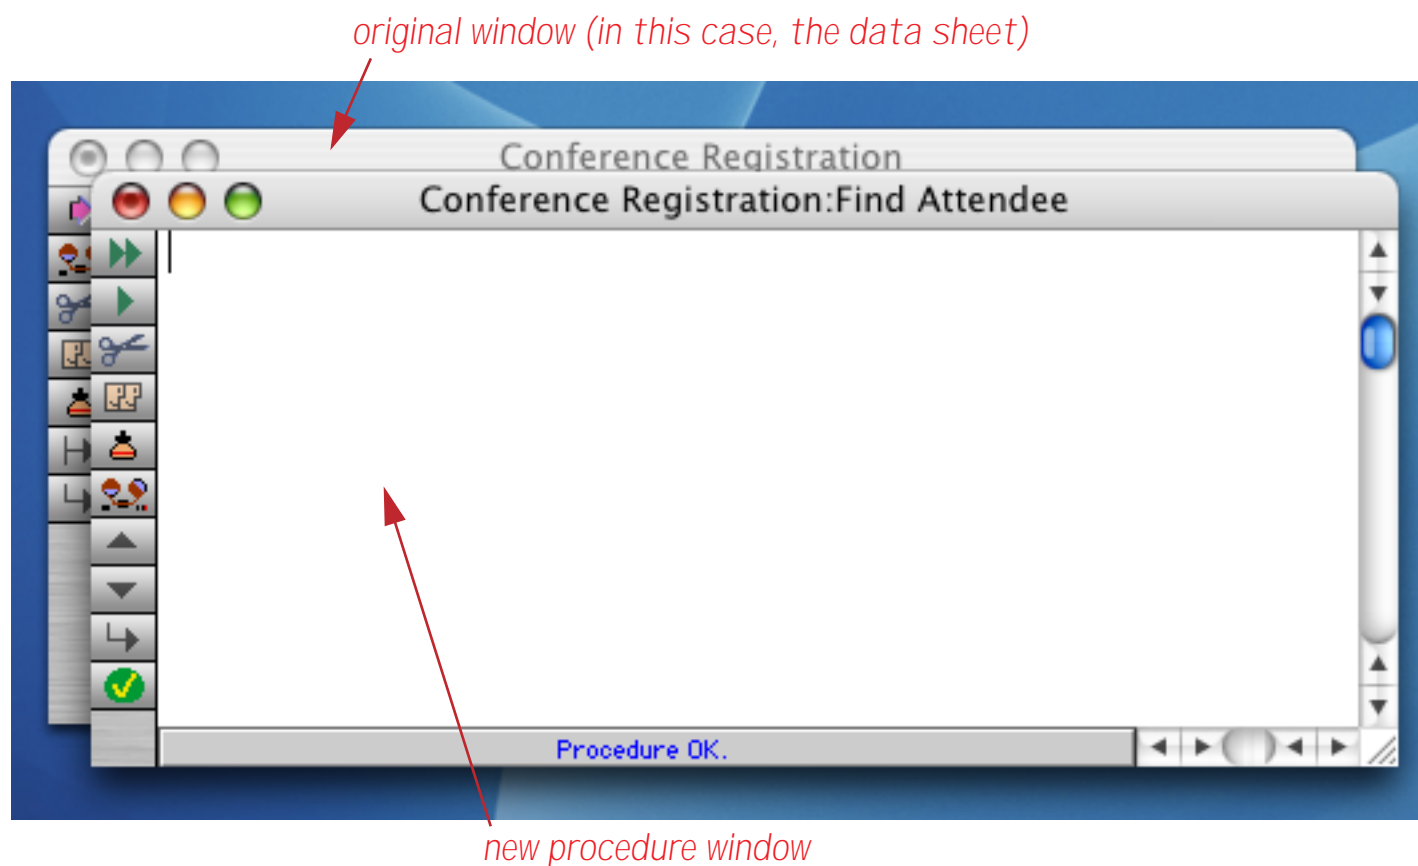 original window (in this case, the data sheet)
Conference Registration
Conference Registration:Find Attendee
Procedure OK.
new procedure window